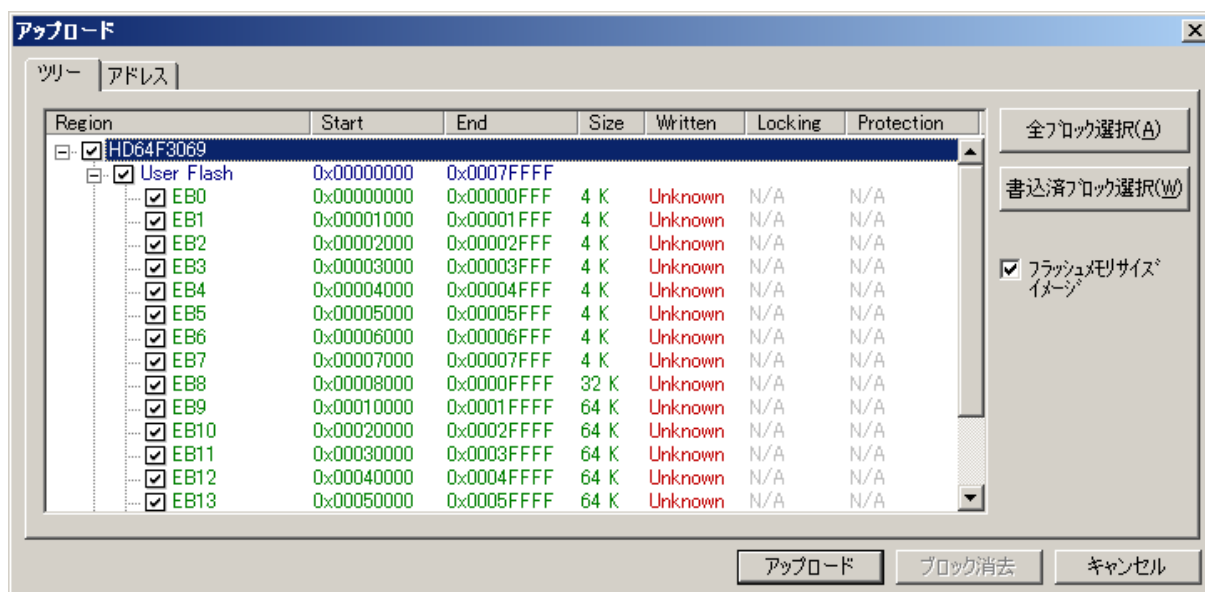 アップロード
ツリー アドレス
Region Start End Size Written Locking Protection
HD64F3069
User Flash 0x00000000 0x0007FFFF
EB0 0x00000000 0x00000FFF 4 K Unknown N/A N/A
EB1 0x00001000 0x00001FFF 4 K Unknown N/A N/A
EB2 0x00002000 0x00002FFF 4 K Unknown N/A N/A
EB3 0x00003000 0x00003FFF 4 K Unknown N/A N/A
EB4 0x00004000 0x00004FFF 4 K Unknown N/A N/A
EB5 0x00005000 0x00005FFF 4 K Unknown N/A N/A
EB6 0x00006000 0x00006FFF 4 K Unknown N/A N/A
EB7 0x00007000 0x00007FFF 4 K Unknown N/A N/A
EB8 0x00008000 0x0000FFFF 32 K Unknown N/A N/A
EB9 0x00010000 0x0001FFFF 64 K Unknown N/A N/A
EB10 0x00020000 0x0002FFFF 64 K Unknown N/A N/A
EB11 0x00030000 0x0003FFFF 64 K Unknown N/A N/A
EB12 0x00040000 0x0004FFFF 64 K Unknown N/A N/A
EB13 0x00050000 0x0005FFFF 64 K Unknown N/A N/A
全ﾌﾞﾛｯｸ選択(A)
書込済ﾌﾞﾛｯｸ選択(W)
ﾌﾗｯｼｭﾒﾓﾘｻｲｽﾞ
ｲﾒｰｼﾞ
アップロード ブロック消去 キャンセル